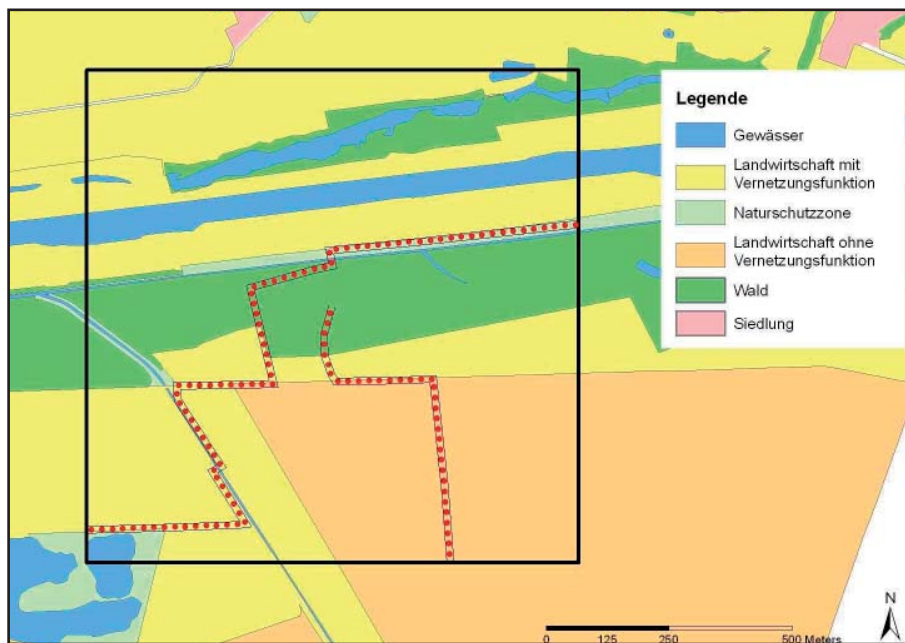 Legende
Gewässer
Landwirtschaft mit
Vernetzungsfunktion
Naturschutzzone
Landwirtschaft ohne
Vernetzungsfunktion
Wald
Siedlung
N
0 125 250 500 Meters